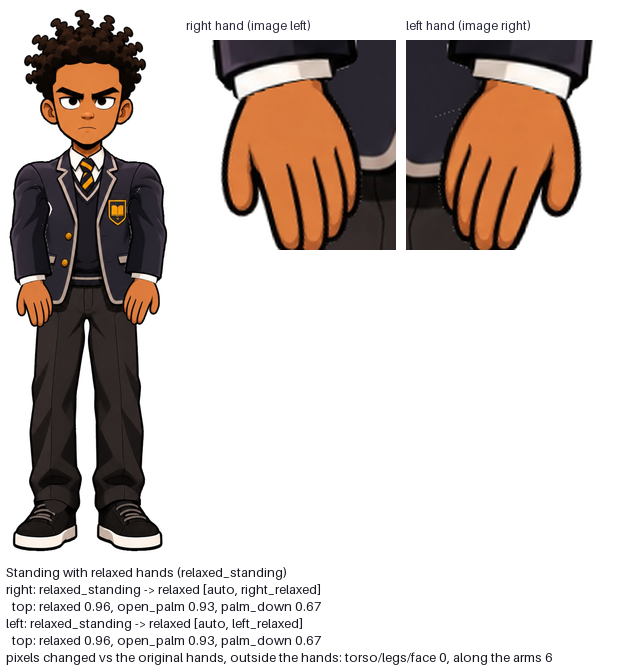 right hand (image left)
left hand (image right)
Standing with relaxed hands (relaxed_standing)
right: relaxed_standing -> relaxed [auto, right_relaxed]
top: relaxed 0.96, open_palm 0.93, palm_down 0.67
left: relaxed_standing -> relaxed [auto, left_relaxed]
top: relaxed 0.96, open_palm 0.93, palm_down 0.67
pixels changed vs the original hands, outside the hands: torso/legs/face 0, along the arms 6